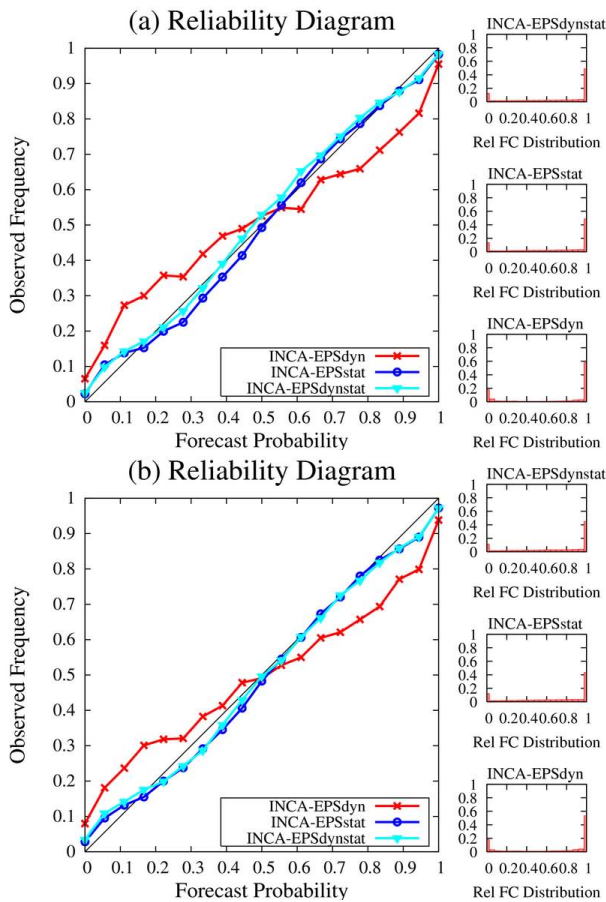 (a) Reliability Diagram
1
0.9
0.8
0.7
0.6
0.5
0.4
0.3
0.2
0.1
0
Observed Frequency
INCA-EPSdyn
INCA-EPSstat
INCA-EPSdynstat
0 0.1 0.2 0.3 0.4 0.5 0.6 0.7 0.8 0.9 1
Forecast Probability
INCA-EPSdynstat
1
0.8
0.6
0.4
0.2
0
0 0.20.40.60.8 1
Rel FC Distribution
INCA-EPSstat
1
0.8
0.6
0.4
0.2
0
0 0.20.40.60.8 1
Rel FC Distribution
INCA-EPSdyn
1
0.8
0.6
0.4
0.2
0
0 0.20.40.60.8 1
Rel FC Distribution
(b) Reliability Diagram
1
0.9
0.8
0.7
0.6
0.5
0.4
0.3
0.2
0.1
0
Observed Frequency
INCA-EPSdyn
INCA-EPSstat
INCA-EPSdynstat
0 0.1 0.2 0.3 0.4 0.5 0.6 0.7 0.8 0.9 1
Forecast Probability
INCA-EPSdynstat
1
0.8
0.6
0.4
0.2
0
0 0.20.40.60.8 1
Rel FC Distribution
INCA-EPSstat
1
0.8
0.6
0.4
0.2
0
0 0.20.40.60.8 1
Rel FC Distribution
INCA-EPSdyn
1
0.8
0.6
0.4
0.2
0
0 0.20.40.60.8 1
Rel FC Distribution